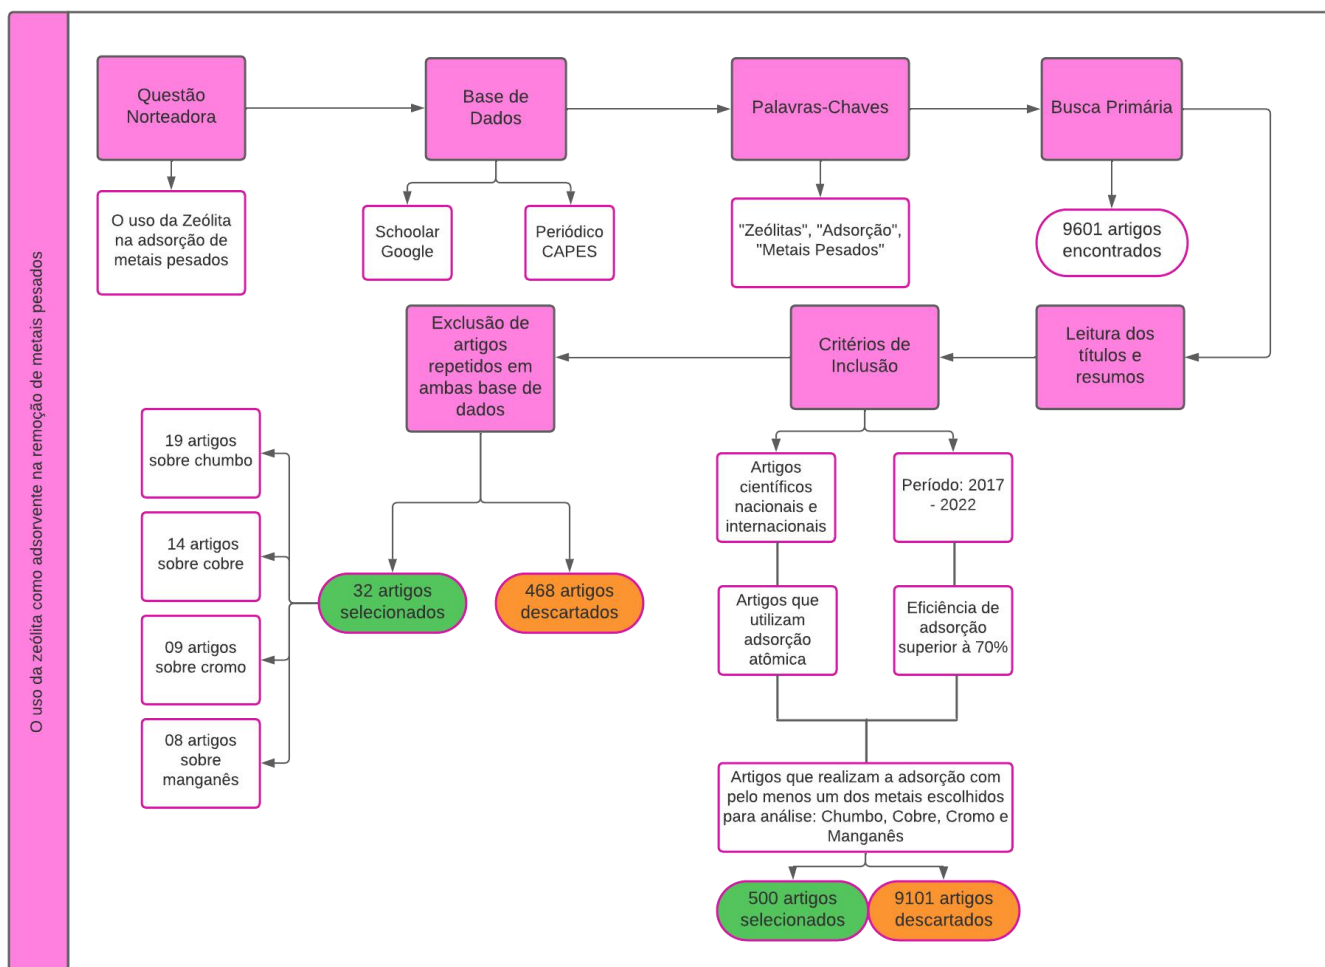 O uso da zeólita como adsorvente na remoção de metais pesados
Questão
Norteadora
Base de
Dados
Palavras-Chaves
Busca Primária
O uso da Zeólita
na adsorção de
metais pesados
Schoolar
Google
Periódico
CAPES
"Zeólitas", "Adsorção",
"Metais Pesados"
9601 artigos
encontrados
Leitura dos
títulos e
resumos
Critérios de
Inclusão
Exclusão de
artigos
repetidos em
ambas base de
dados
Artigos
científicos
nacionais e
internacionais
Período: 2017
- 2022
Artigos que
utilizam
adsorção
atômica
Eficiência de
adsorção
superior à 70%
Artigos que realizam a adsorção com
pelo menos um dos metais escolhidos
para análise: Chumbo, Cobre, Cromo e
Manganês
500 artigos
selecionados
9101 artigos
descartados
32 artigos
selecionados
468 artigos
descartados
19 artigos
sobre chumbo
14 artigos
sobre cobre
09 artigos
sobre cromo
08 artigos
sobre
manganês